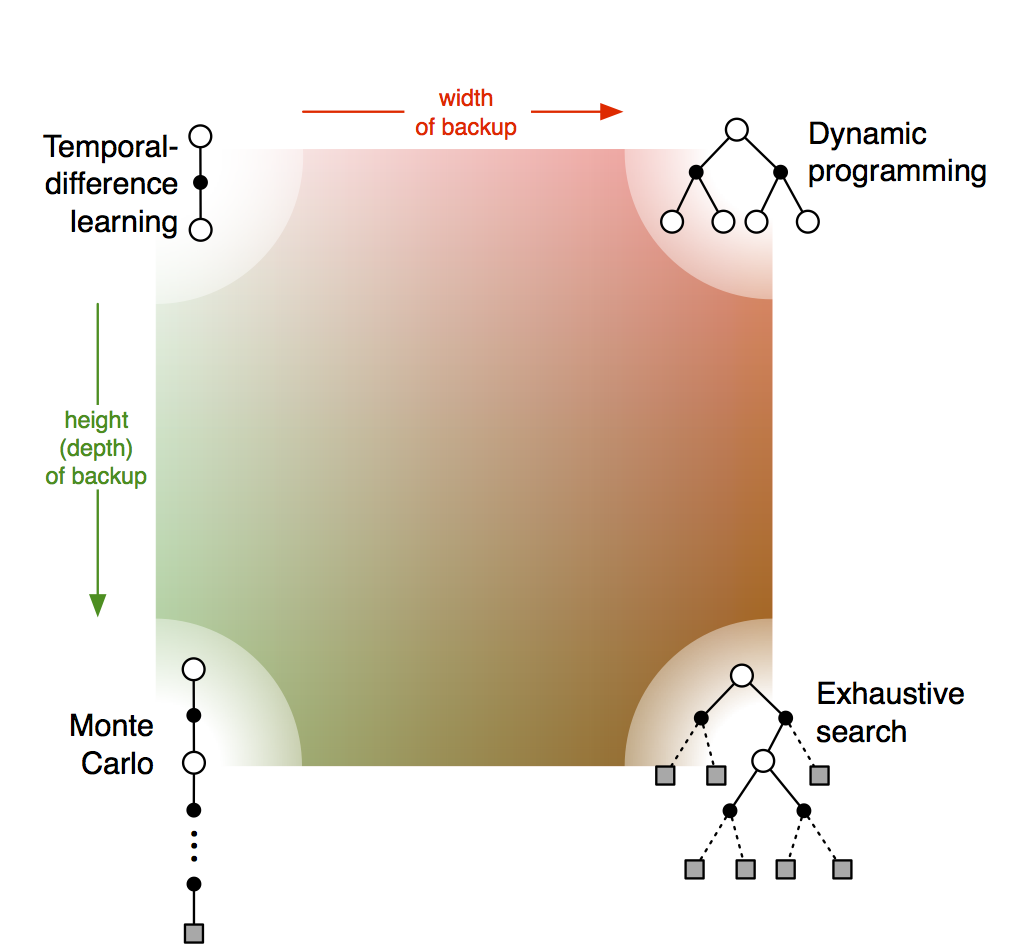 width
of backup
Temporal-
difference
learning
Dynamic
programming
height
(depth)
of backup
Monte
Carlo
Exhaustive
search